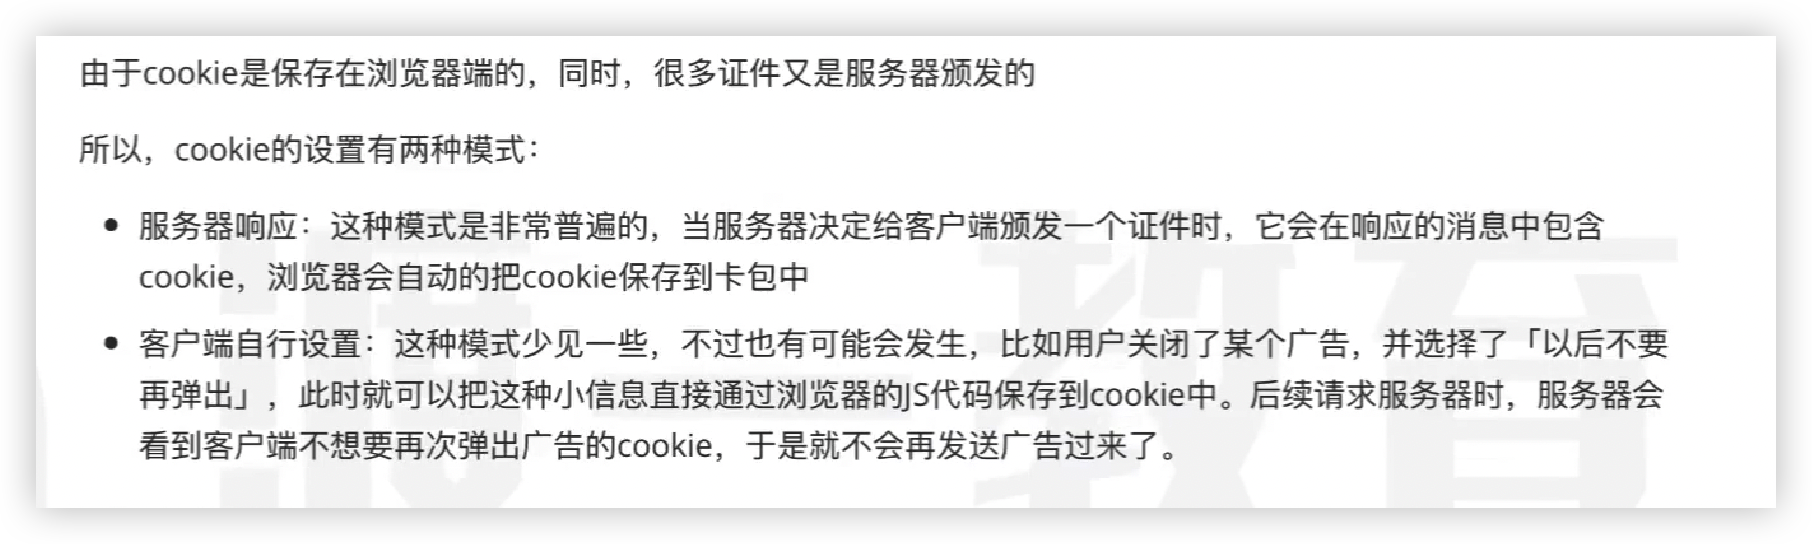 由于cookie是保存在浏览器端的，同时，很多证件又是服务器颁发的
所以，cookie的设置有两种模式：
服务器响应：这种模式是非常普遍的，当服务器决定给客户端颁发一个证件时，它会在响应的消息中包含
cookie，浏览器会自动的把cookie保存到卡包中
客户端自行设置：这种模式少见一些，不过也有可能会发生，比如用户关闭了某个广告，并选择了「以后不要
再弹出」，此时就可以把这种小信息直接通过浏览器的JS代码保存到cookie中。后续请求服务器时，服务器会
看到客户端不想要再次弹出广告的cookie，于是就不会再发送广告过来了。
渡一教育